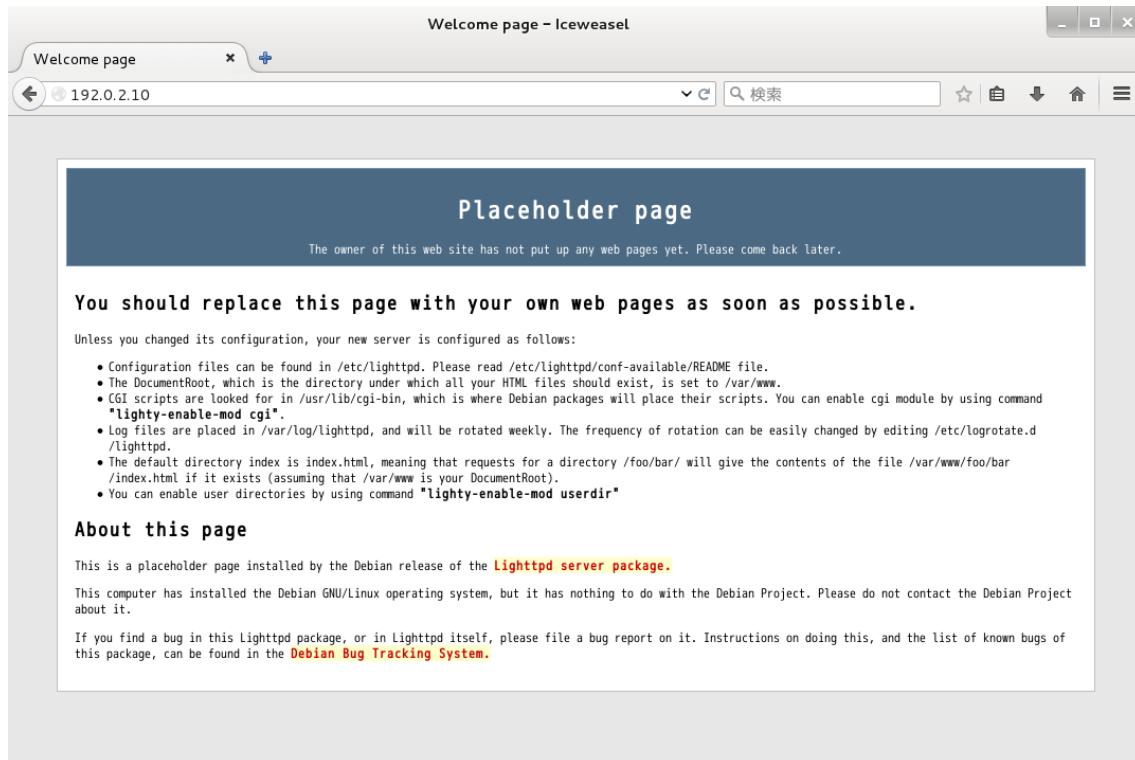 Welcome page – Iceweasel
Welcome page
192.0.2.10
検索
Placeholder page
The owner of this web site has not put up any web pages yet. Please come back later.
You should replace this page with your own web pages as soon as possible.
Unless you changed its configuration, your new server is configured as follows:
Configuration files can be found in /etc/lighttpd. Please read /etc/lighttpd/conf-available/README file.
The DocumentRoot, which is the directory under which all your HTML files should exist, is set to /var/www.
CGI scripts are looked for in /usr/lib/cgi-bin, which is where Debian packages will place their scripts. You can enable cgi module by using command
"lighty-enable-mod cgi".
Log files are placed in /var/log/lighttpd, and will be rotated weekly. The frequency of rotation can be easily changed by editing /etc/logrotate.d
/lighttpd.
The default directory index is index.html, meaning that requests for a directory /foo/bar/ will give the contents of the file /var/www/foo/bar
/index.html if it exists (assuming that /var/www is your DocumentRoot).
You can enable user directories by using command "lighty-enable-mod userdir"
About this page
This is a placeholder page installed by the Debian release of the Lighttpd server package.
This computer has installed the Debian GNU/Linux operating system, but it has nothing to do with the Debian Project. Please do not contact the Debian Project
about it.
If you find a bug in this Lighttpd package, or in Lighttpd itself, please file a bug report on it. Instructions on doing this, and the list of known bugs of
this package, can be found in the Debian Bug Tracking System.